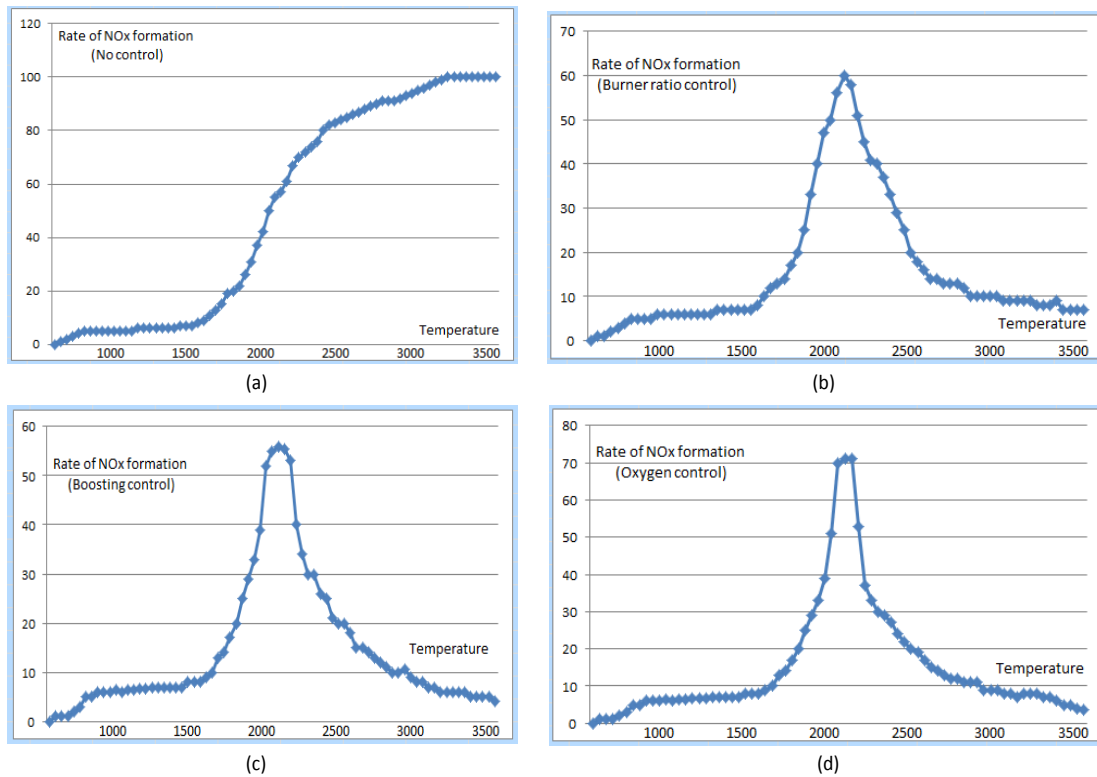 120
Rate of NOx formation
(No control)
100
80
60
40
20
0
Temperature
1000 1500 2000 2500 3000 3500
(a)
70
Rate of NOx formation
(Burner ratio control)
60
50
40
30
20
10
0
Temperature
1000 1500 2000 2500 3000 3500
(b)
60
Rate of NOx formation
(Boosting control)
50
40
30
20
10
0
Temperature
1000 1500 2000 2500 3000 3500
(c)
80
Rate of NOx formation
(Oxygen control)
70
60
50
40
30
20
10
0
Temperature
1000 1500 2000 2500 3000 3500
(d)